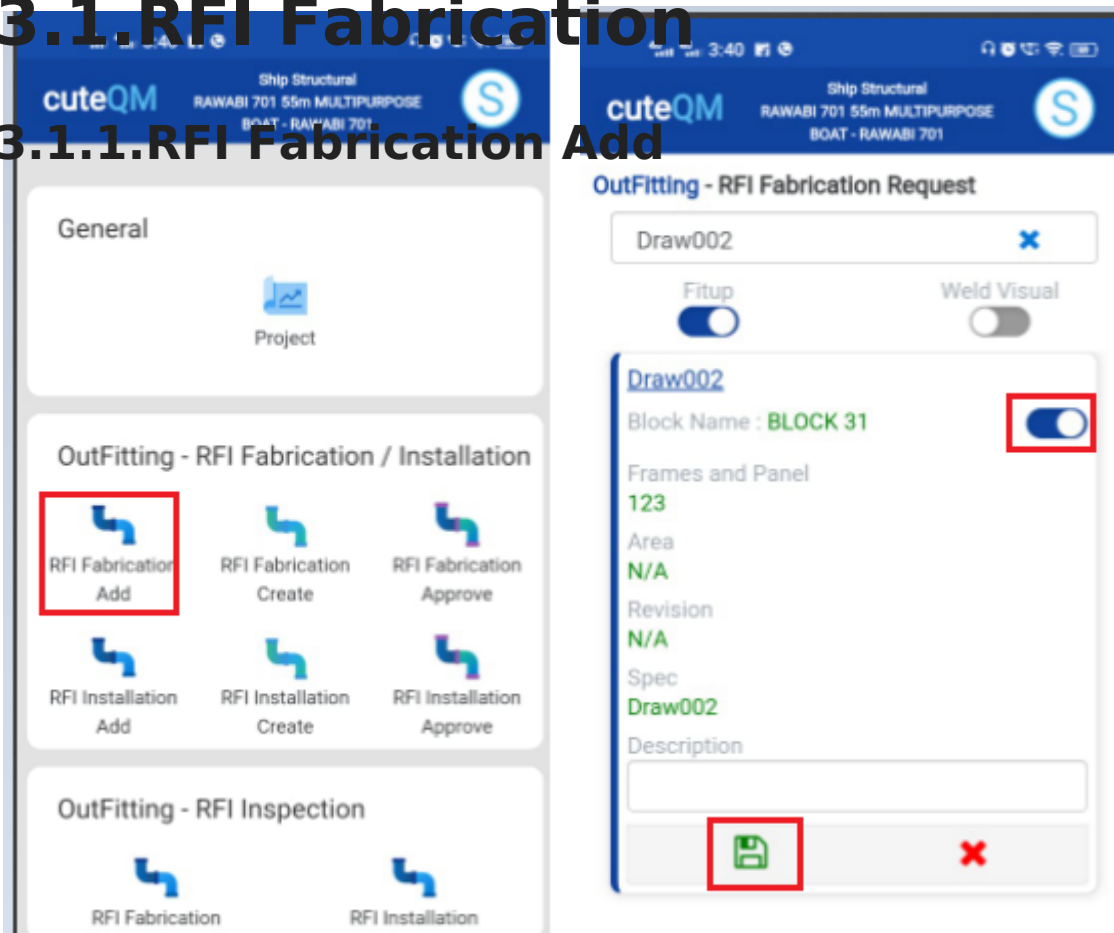 3.1.RFI Fabrication
3.1.1.RFI Fabrication Add
cuteQM
Ship Structural
RAWABI 701 55m MULTIPURPOSE
BOAT - RAWABI 701
S
General
Project
OutFitting - RFI Fabrication / Installation
RFI Fabrication
Add
RFI Fabrication
Create
RFI Fabrication
Approve
RFI Installation
Add
RFI Installation
Create
RFI Installation
Approve
OutFitting - RFI Inspection
RFI Fabrication
RFI Installation
3:40
cuteQM
Ship Structural
RAWABI 701 55m MULTIPURPOSE
BOAT - RAWABI 701
S
OutFitting - RFI Fabrication Request
Draw002
Fitup
Weld Visual
Draw002
Block Name : BLOCK 31
Frames and Panel
123
Area
N/A
Revision
N/A
Spec
Draw002
Description